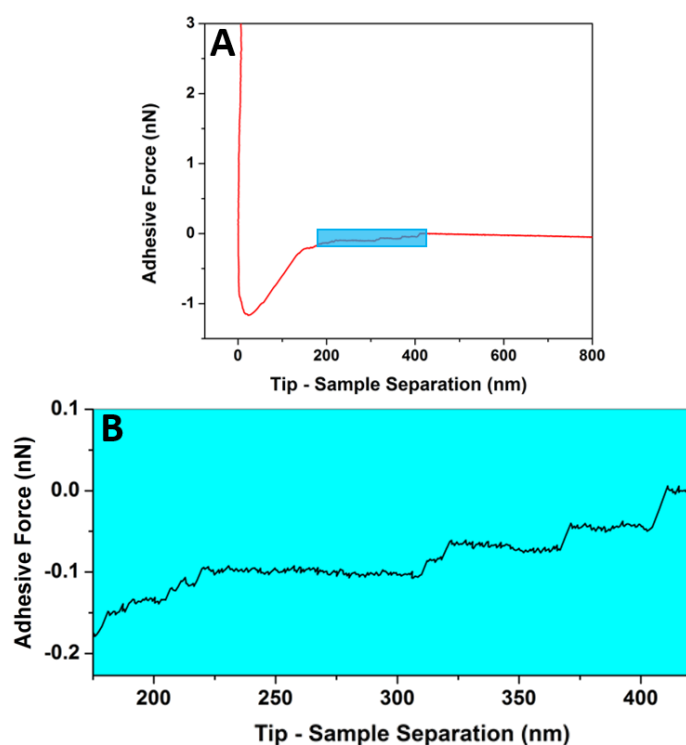 A
Adhesive Force (nN)
3
2
1
0
-1
0 200 400 600 800
Tip - Sample Separation (nm)
B
Adhesive Force (nN)
0.1
0.0
-0.1
-0.2
200 250 300 350 400
Tip - Sample Separation (nm)